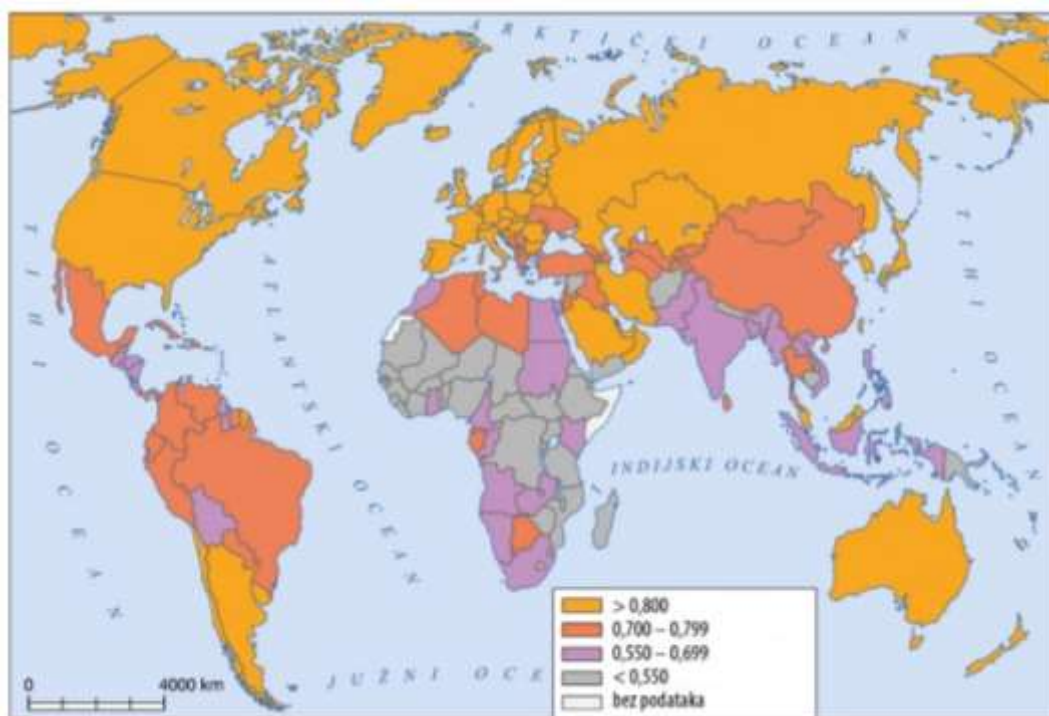 ARKTIČKI OCEAN
TIHI OCEAN
ATLANTSKI OCEAN
TIHI OCEAN
INDIJSKI OCEAN
> 0,800
0,700 – 0,799
0,550 – 0,699
< 0,550
bez podataka
0 4000 km
JUŽNI OCE